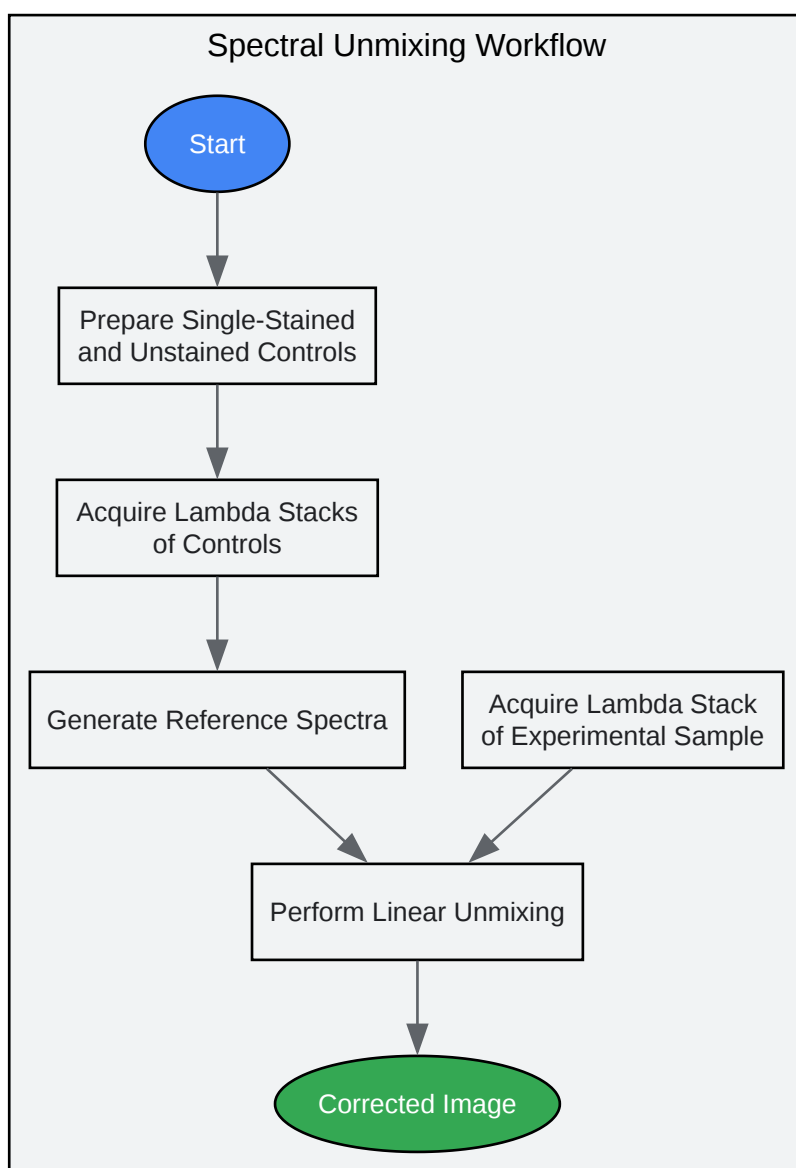 Spectral Unmixing Workflow
Start
Prepare Single-Stained
and Unstained Controls
Acquire Lambda Stacks
of Controls
Generate Reference Spectra
Acquire Lambda Stack
of Experimental Sample
Perform Linear Unmixing
Corrected Image